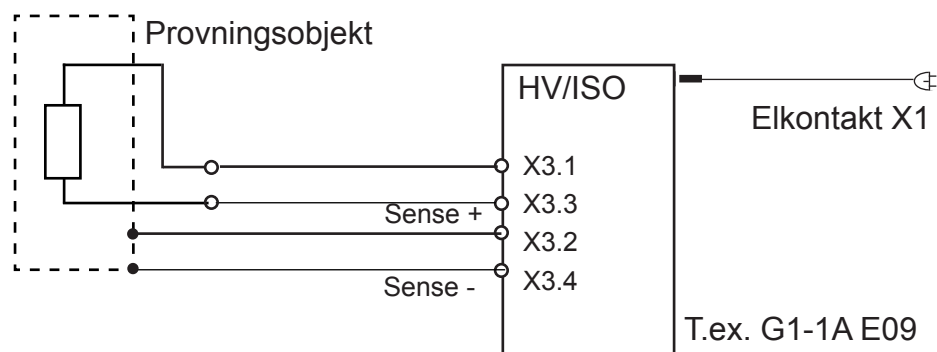 Provningsobjekt
HV/ISO
Elkontakt X1
X3.1
X3.3
Sense +
X3.2
X3.4
Sense -
T.ex. G1-1A E09